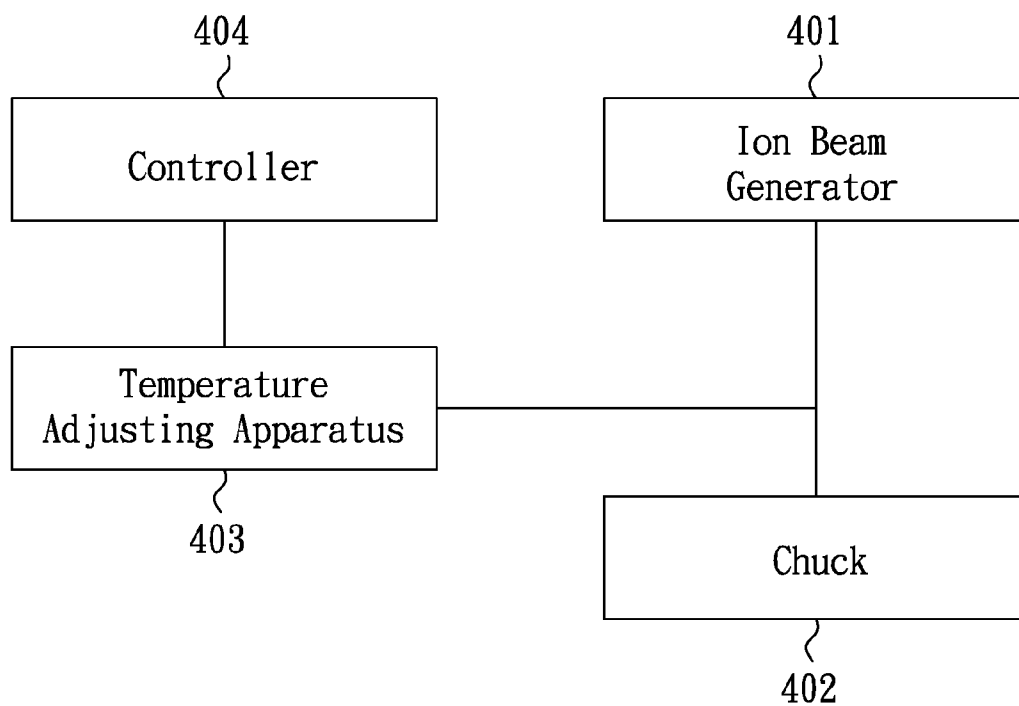 404
401
Controller
Ion Beam
Generator
Temperature
Adjusting Apparatus
403
Chuck
402